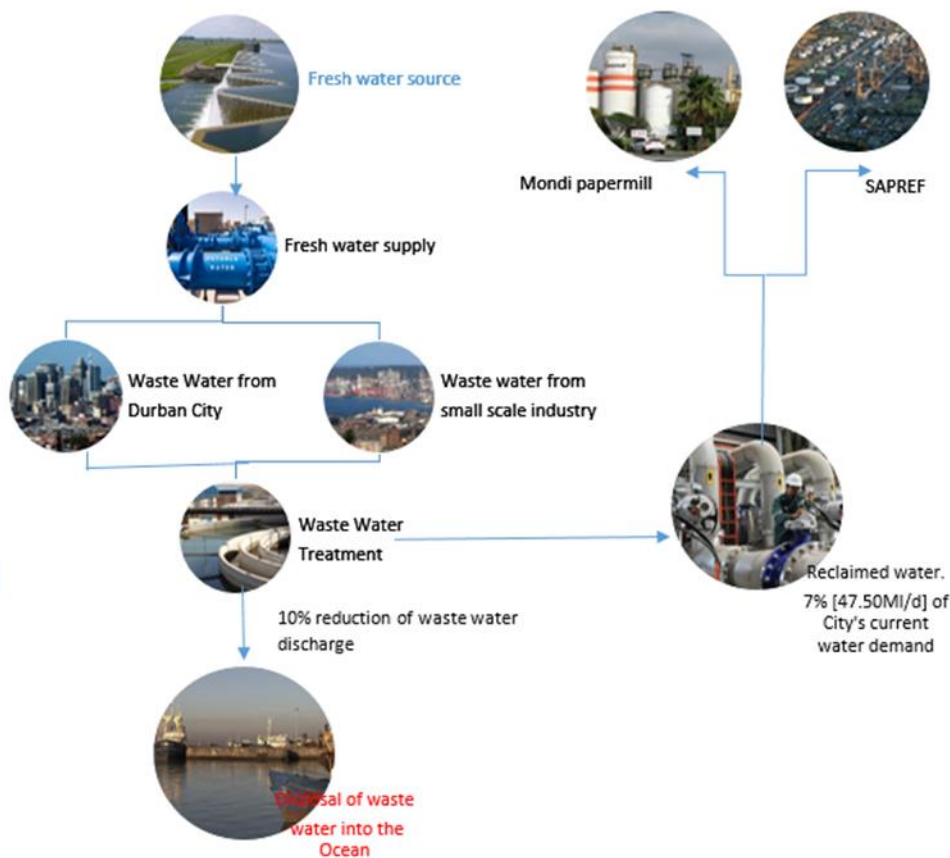 Fresh water source
Mondi papermill
SAPREF
Fresh water supply
POTABLE
WATER
Waste Water from
Durban City
Waste water from
small scale industry
Waste Water
Treatment
Reclaimed water.
7% [47.50Ml/d] of
City's current
water demand
10% reduction of waste water
discharge
Disposal of waste
water into the
Ocean